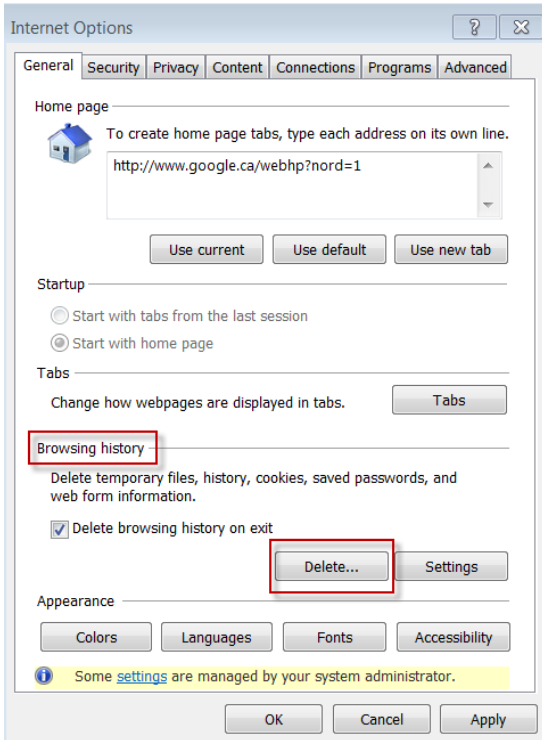 Internet Options
General Security Privacy Content Connections Programs Advanced
Home page
To create home page tabs, type each address on its own line.
http://www.google.ca/webhp?nord=1
Use current Use default Use new tab
Startup
Start with tabs from the last session
Start with home page
Tabs
Change how webpages are displayed in tabs. Tabs
Browsing history
Delete temporary files, history, cookies, saved passwords, and
web form information.
Delete browsing history on exit
Delete... Settings
Appearance
Colors Languages Fonts Accessibility
Some settings are managed by your system administrator.
OK Cancel Apply